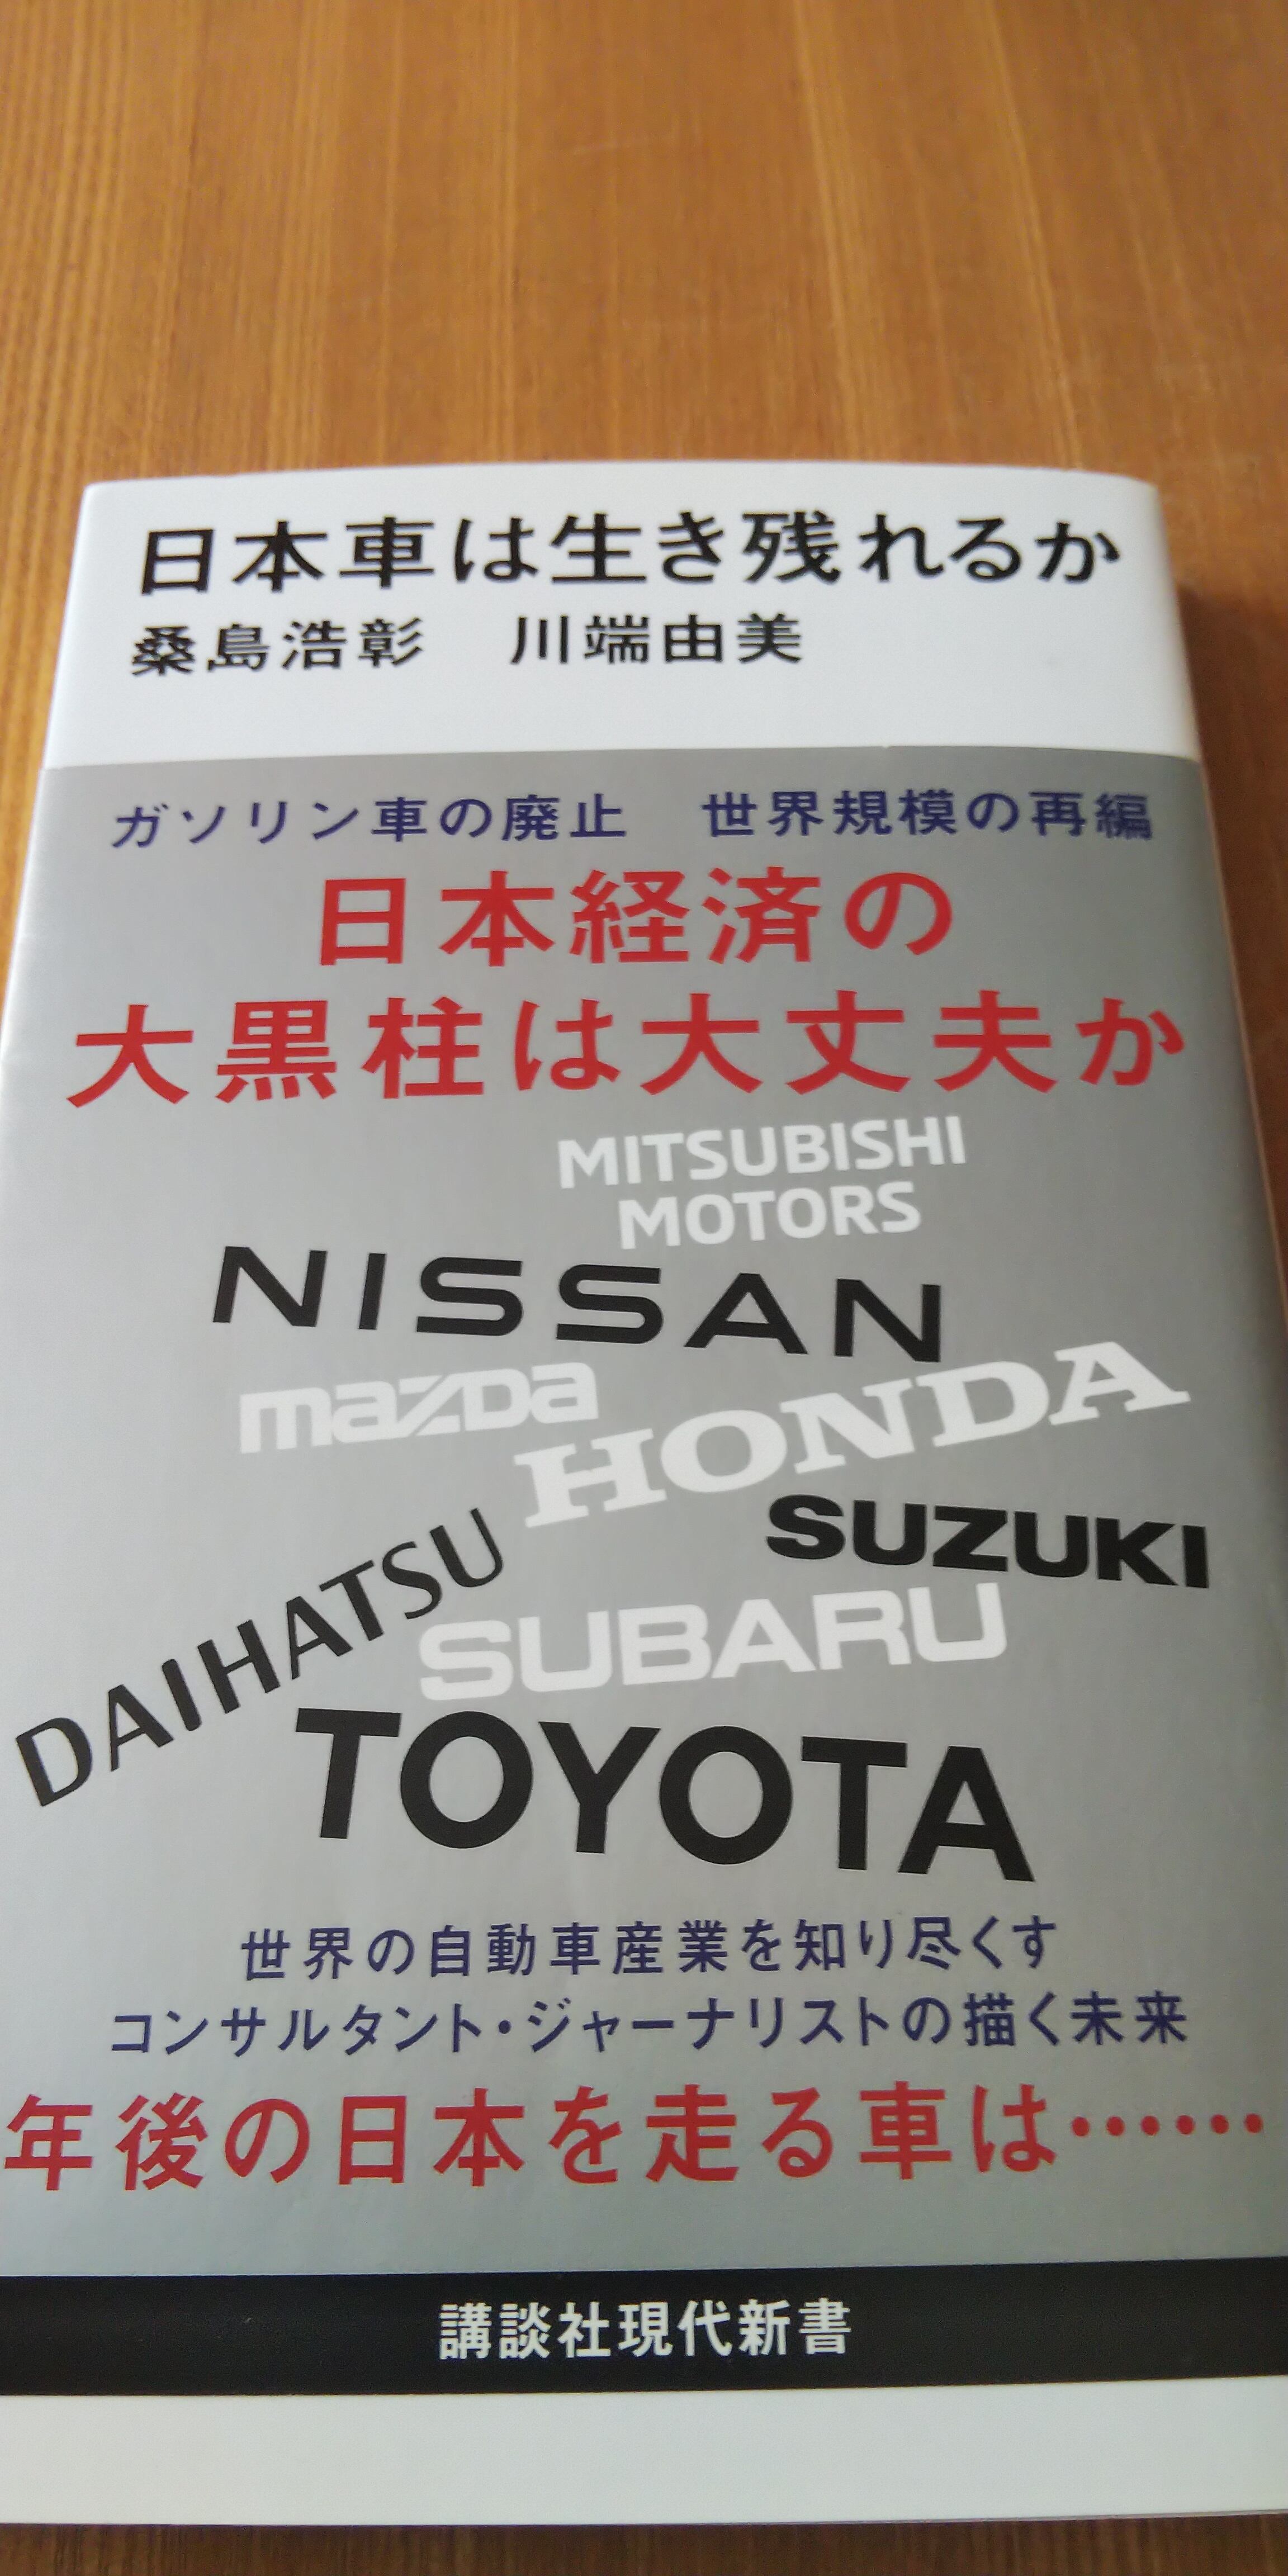 日本車は生き残れるか
桑島浩彰　川端由美
ガソリン車の廃止　世界規模の再編
日本経済の
大黒柱は大丈夫か
MITSUBISHI
MOTORS
NISSAN
mazda
HONDA
SUZUKI
DAIHATSU
SUBARU
TOYOTA
世界の自動車産業を知り尽くす
コンサルタント・ジャーナリストの描く未来
年後の日本を走る車は……
講談社現代新書